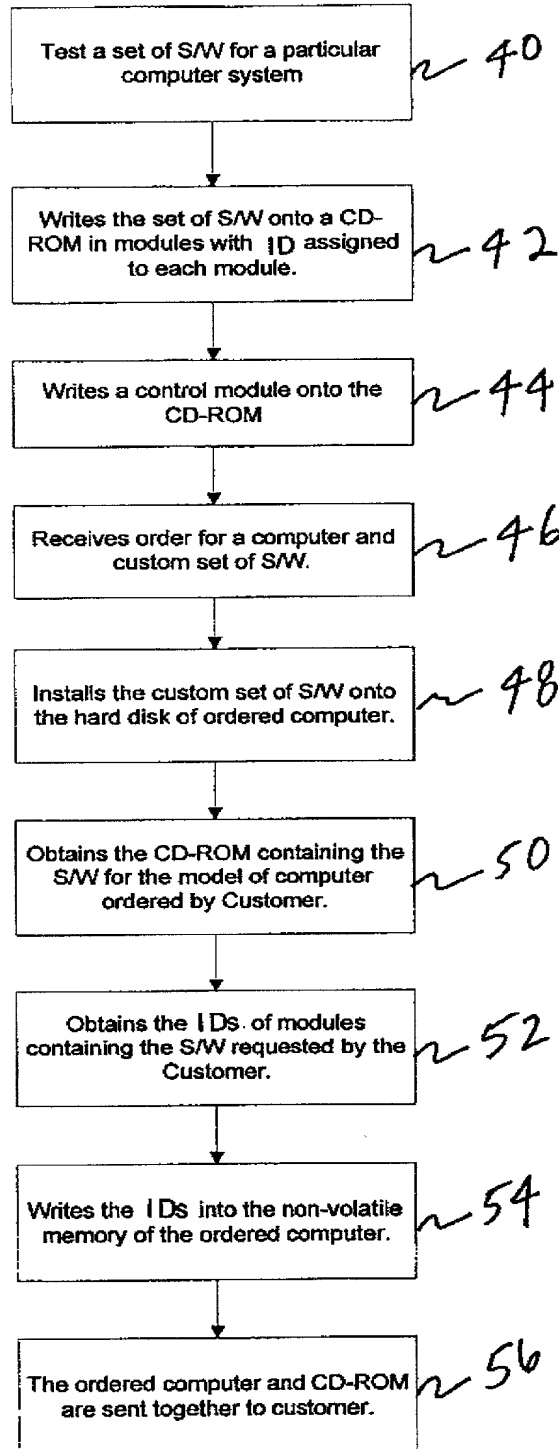 Test a set of S/W for a particular
computer system
40
Writes the set of S/W onto a CD-
ROM in modules with ID assigned
to each module.
42
Writes a control module onto the
CD-ROM
44
Receives order for a computer and
custom set of S/W.
46
Installs the custom set of S/W onto
the hard disk of ordered computer.
48
Obtains the CD-ROM containing the
S/W for the model of computer
ordered by Customer.
50
Obtains the IDs. of modules
containing the S/W requested by the
Customer.
52
Writes the IDs into the non-volatile
memory of the ordered computer.
54
The ordered computer and CD-ROM
are sent together to customer.
56